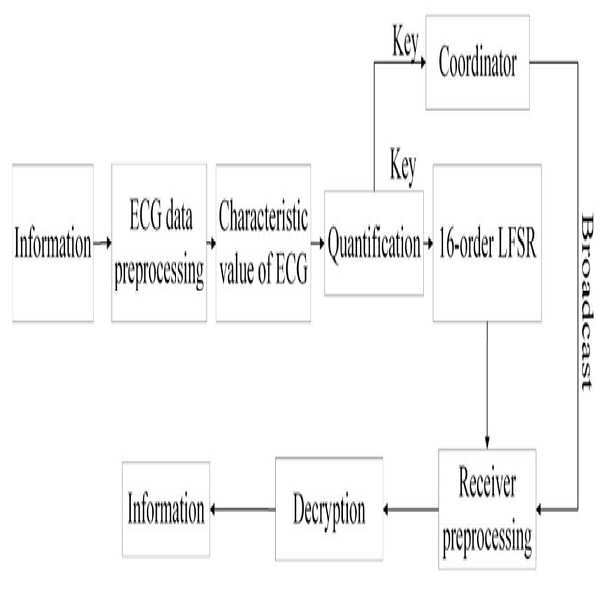 Key
Coordinator
Key
Information
ECG data
preprocessing
Characteristic
value of ECG
Quantification
16-order LFSR
Broadcast
Information
Decryption
Receiver
preprocessing